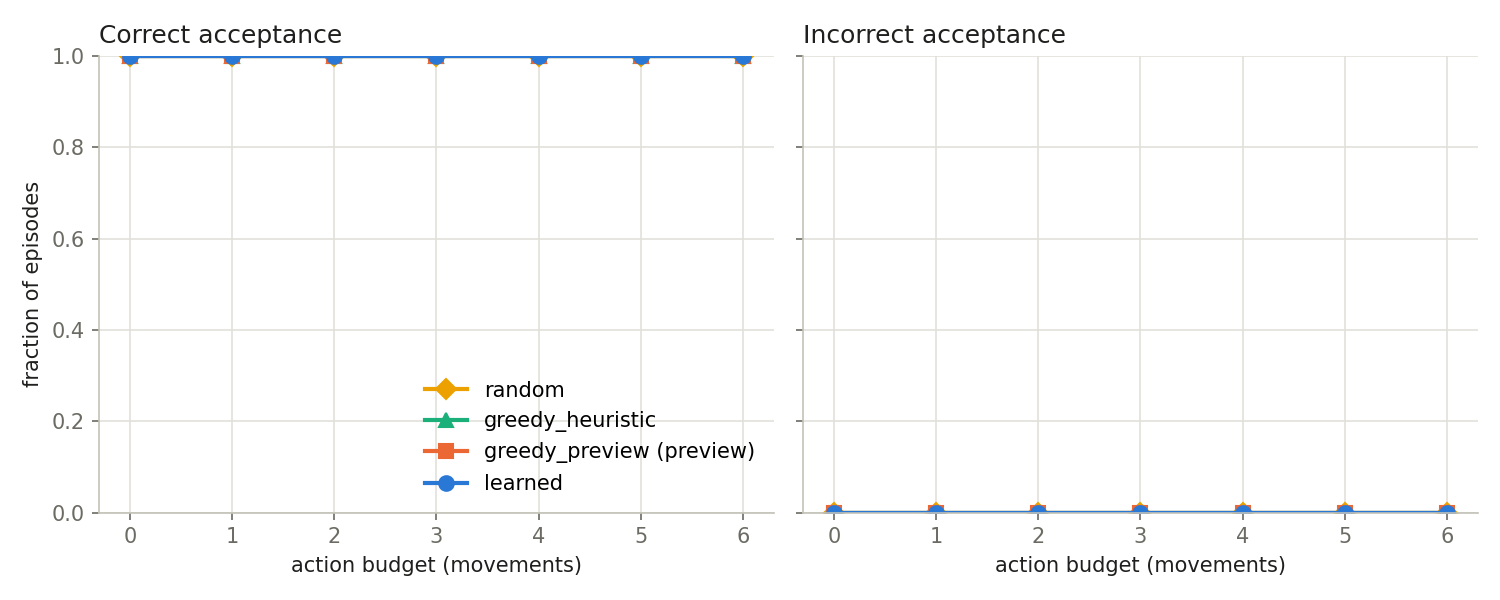 Correct acceptance
Incorrect acceptance
fraction of episodes
1.0
0.8
0.6
0.4
0.2
0.0
random
greedy_heuristic
greedy_preview (preview)
learned
0 1 2 3 4 5 6
0 1 2 3 4 5 6
action budget (movements)
action budget (movements)